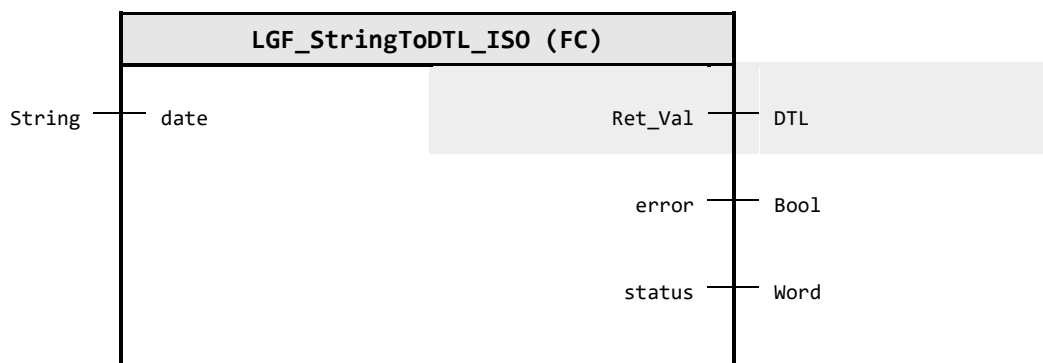 LGF_StringToDTL_ISO (FC)
String date Ret_Val DTL
error Bool
status Word